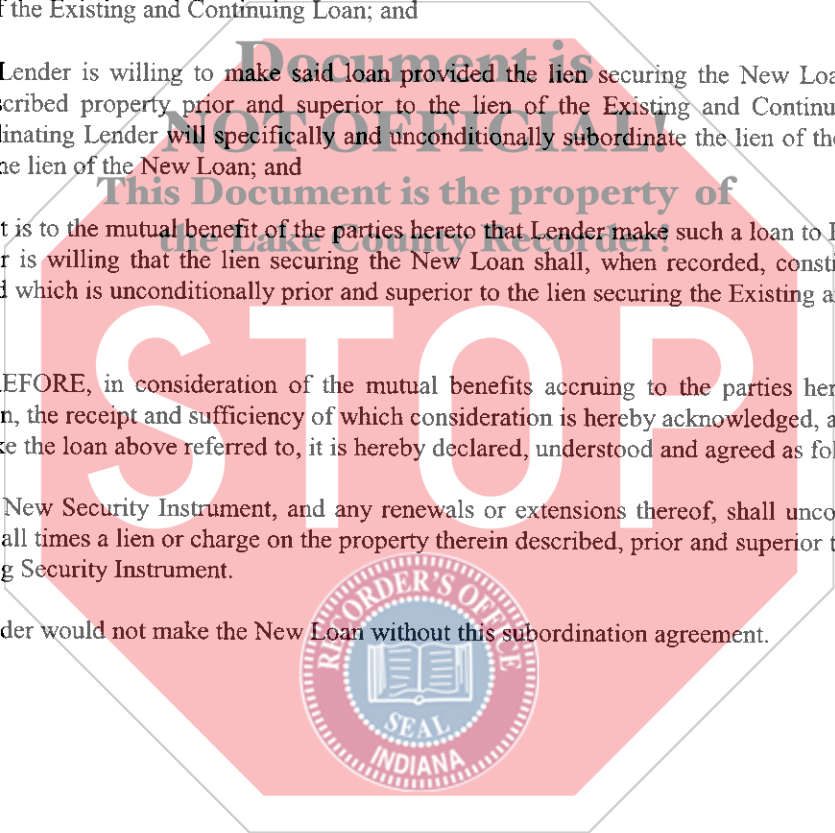 f the Existing and Continuing Loan; and
Document is
Lender is willing to make said loan provided the lien securing the New Loa
scribed property prior and superior to the lien of the Existing and Continu
NOT OFFICIAL!
linating Lender will specifically and unconditionally subordinate the lien of the
ne lien of the New Loan; and
This Document is the property of
the Lake County Recorder!
t is to the mutual benefit of the parties hereto that Lender make such a loan to
r is willing that the lien securing the New Loan shall, when recorded, consti
d which is unconditionally prior and superior to the lien securing the Existing a
STOP
EFORE, in consideration of the mutual benefits accruing to the parties her
n, the receipt and sufficiency of which consideration is hereby acknowledged, a
ke the loan above referred to, it is hereby declared, understood and agreed as fol
New Security Instrument, and any renewals or extensions thereof, shall unco
all times a lien or charge on the property therein described, prior and superior t
g Security Instrument.
der would not make the New Loan without this subordination agreement.
RECORDER'S OFFICE
SEAL
INDIANA